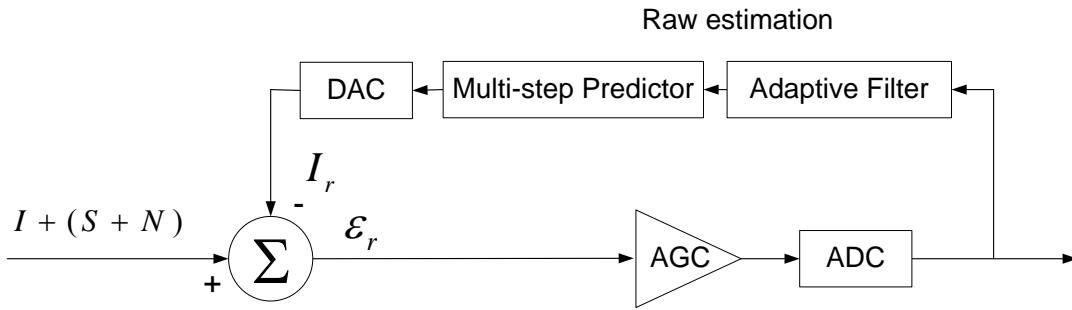 Raw estimation
DAC
Multi-step Predictor
Adaptive Filter
I_r
-
I + (S + N)
ε_r
Σ
+
AGC
ADC